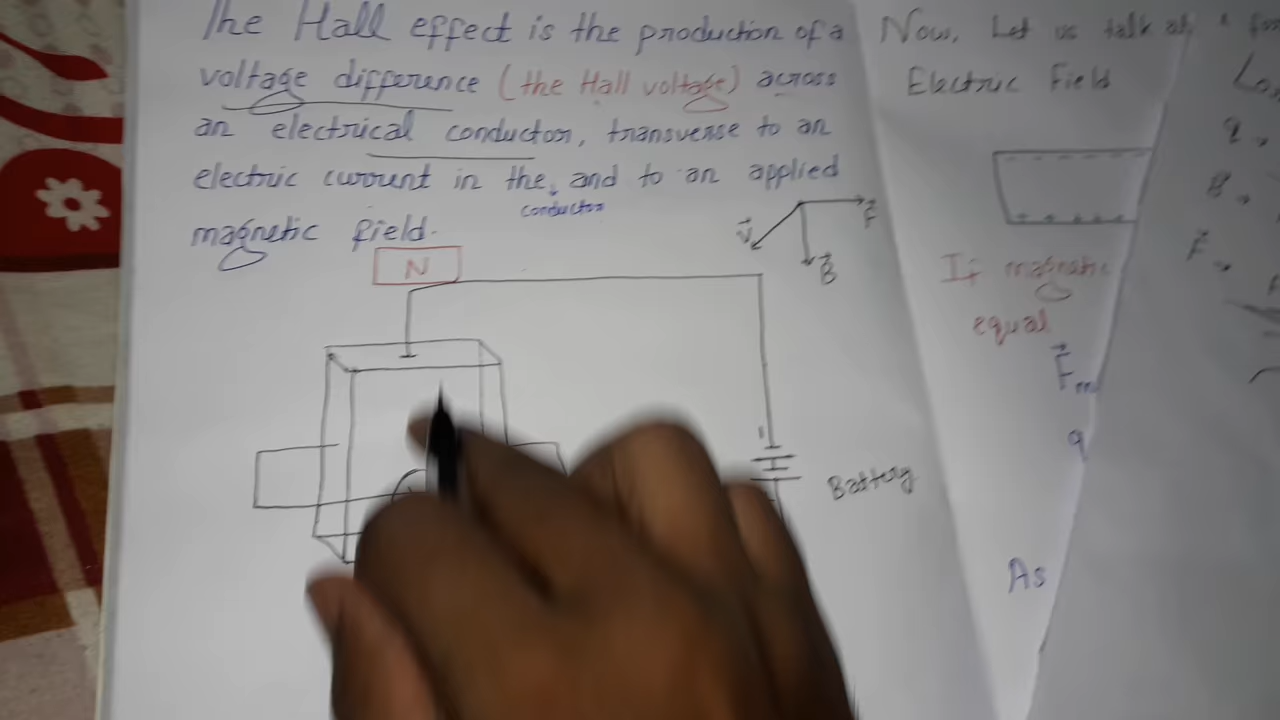 The Hall effect is the production of a
voltage difference (the Hall voltage) across
an electrical conductor, transverse to an
electric current in the, and to an applied
conductor
magnetic field.
N
V
F
B
Battery
Now, Let us talk
Electric Field
If magnetic
equal
F m
q
As